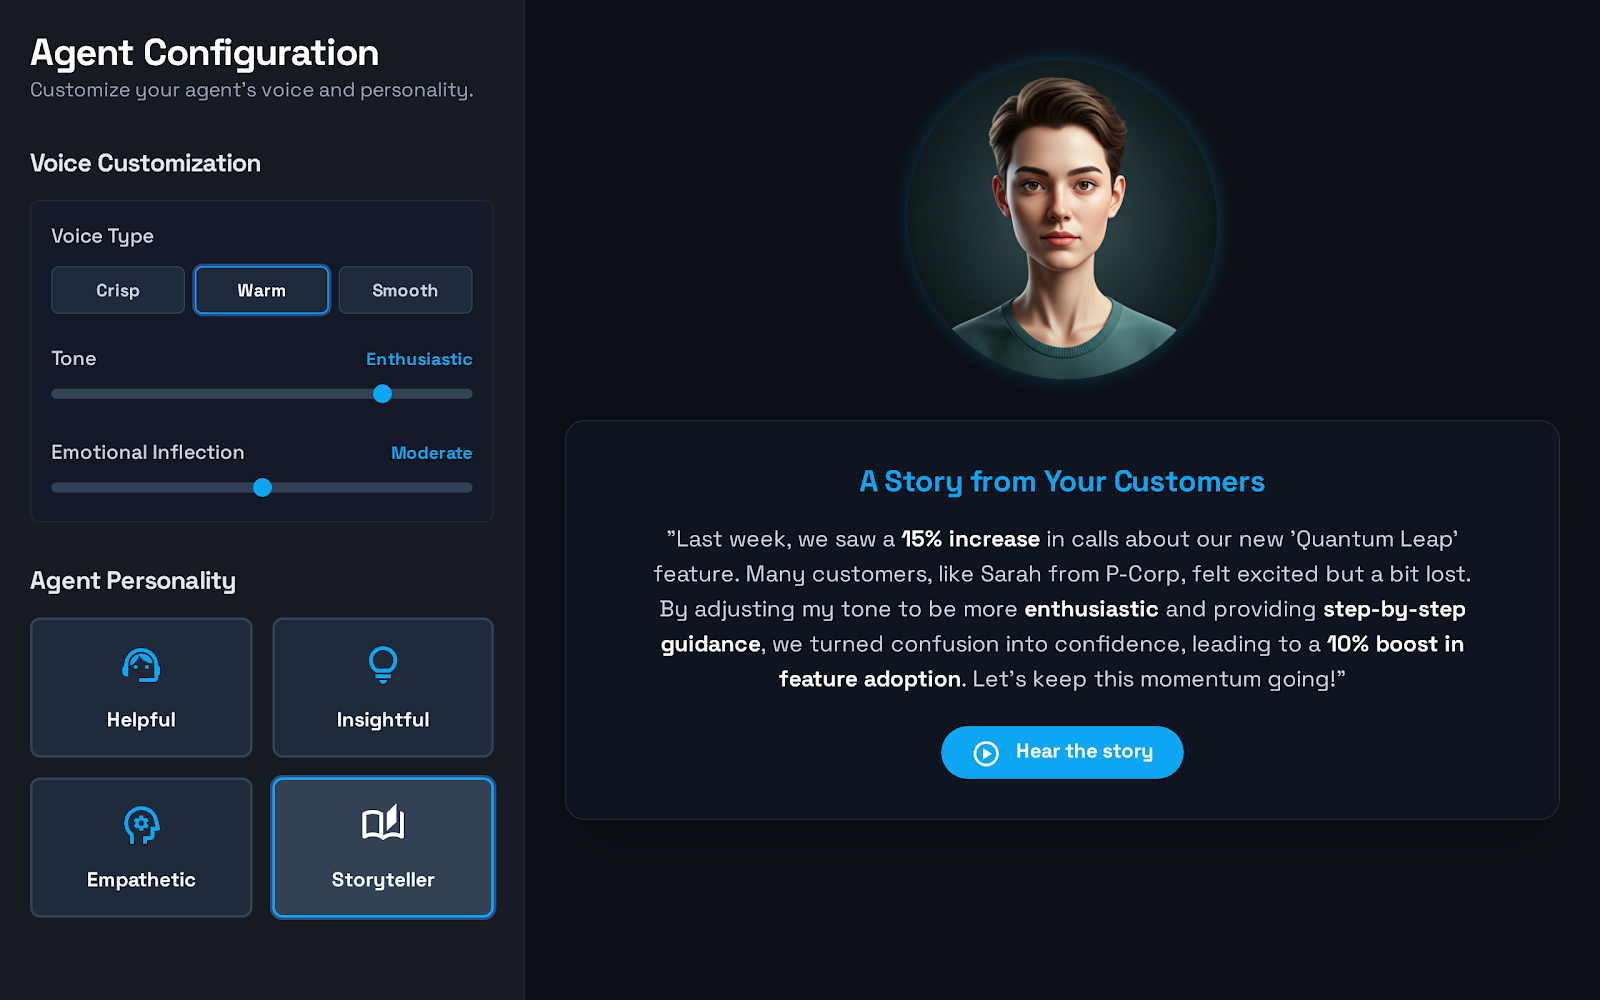 Agent Configuration
Customize your agent's voice and personality.
Voice Customization
Voice Type
Crisp
Warm
Smooth
Tone
Enthusiastic
Emotional Inflection
Moderate
Agent Personality
Helpful
Insightful
Empathetic
Storyteller
A Story from Your Customers
"Last week, we saw a 15% increase in calls about our new 'Quantum Leap'
feature. Many customers, like Sarah from P-Corp, felt excited but a bit lost.
By adjusting my tone to be more enthusiastic and providing step-by-step
guidance, we turned confusion into confidence, leading to a 10% boost in
feature adoption. Let's keep this momentum going!"
Hear the story